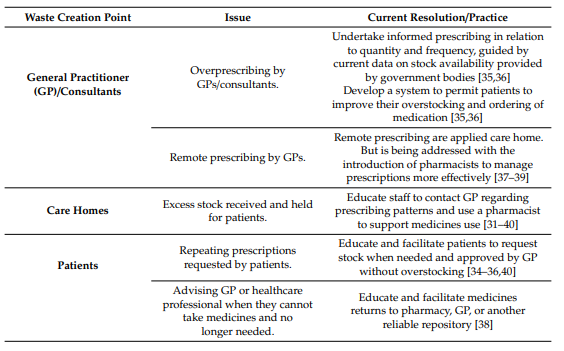 Waste Creation Point Issue Current Resolution/Practice
General Practitioner
(GP)/Consultants
Overprescribing by
GPs/consultants.
Undertake informed prescribing in relation
to quantity and frequency, guided by
current data on stock availability provided
by government bodies [35,36]
Develop a system to permit patients to
improve their overstocking and ordering of
medication [35,36]
Remote prescribing by GPs.
Remote prescribing are applied care home.
But is being addressed with the
introduction of pharmacists to manage
prescriptions more effectively [37–39]
Care Homes
Excess stock received and held
for patients.
Educate staff to contact GP regarding
prescribing patterns and use a pharmacist
to support medicines use [31–40]
Patients
Repeating prescriptions
requested by patients.
Educate and facilitate patients to request
stock when needed and approved by GP
without overstocking [34–36,40]
Advising GP or healthcare
professional when they cannot
take medicines and no
longer needed.
Educate and facilitate medicines
returns to pharmacy, GP, or another
reliable repository [38]